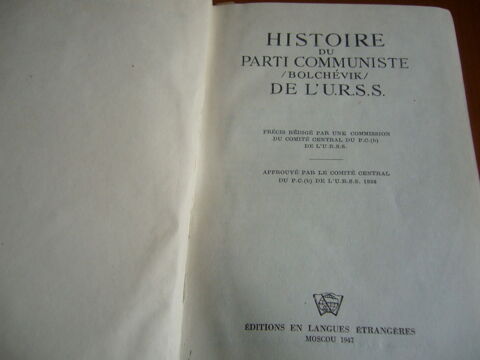 HISTOIRE
DU
PARTI COMMUNISTE
/BOLCHÉVIK/
DE L'U.R.S.S.
PRÉCIS RÉDIGÉ PAR UNE COMMISSION
DU COMITÉ CENTRAL DU P.C.(b)
DE L'U.R.S.S.
APPROUVÉ PAR LE COMITÉ CENTRAL
DU P.C.(b) DE L'U.R.S.S. 1938
ÉDITIONS EN LANGUES ÉTRANGÈRES
MOSCOU 1947